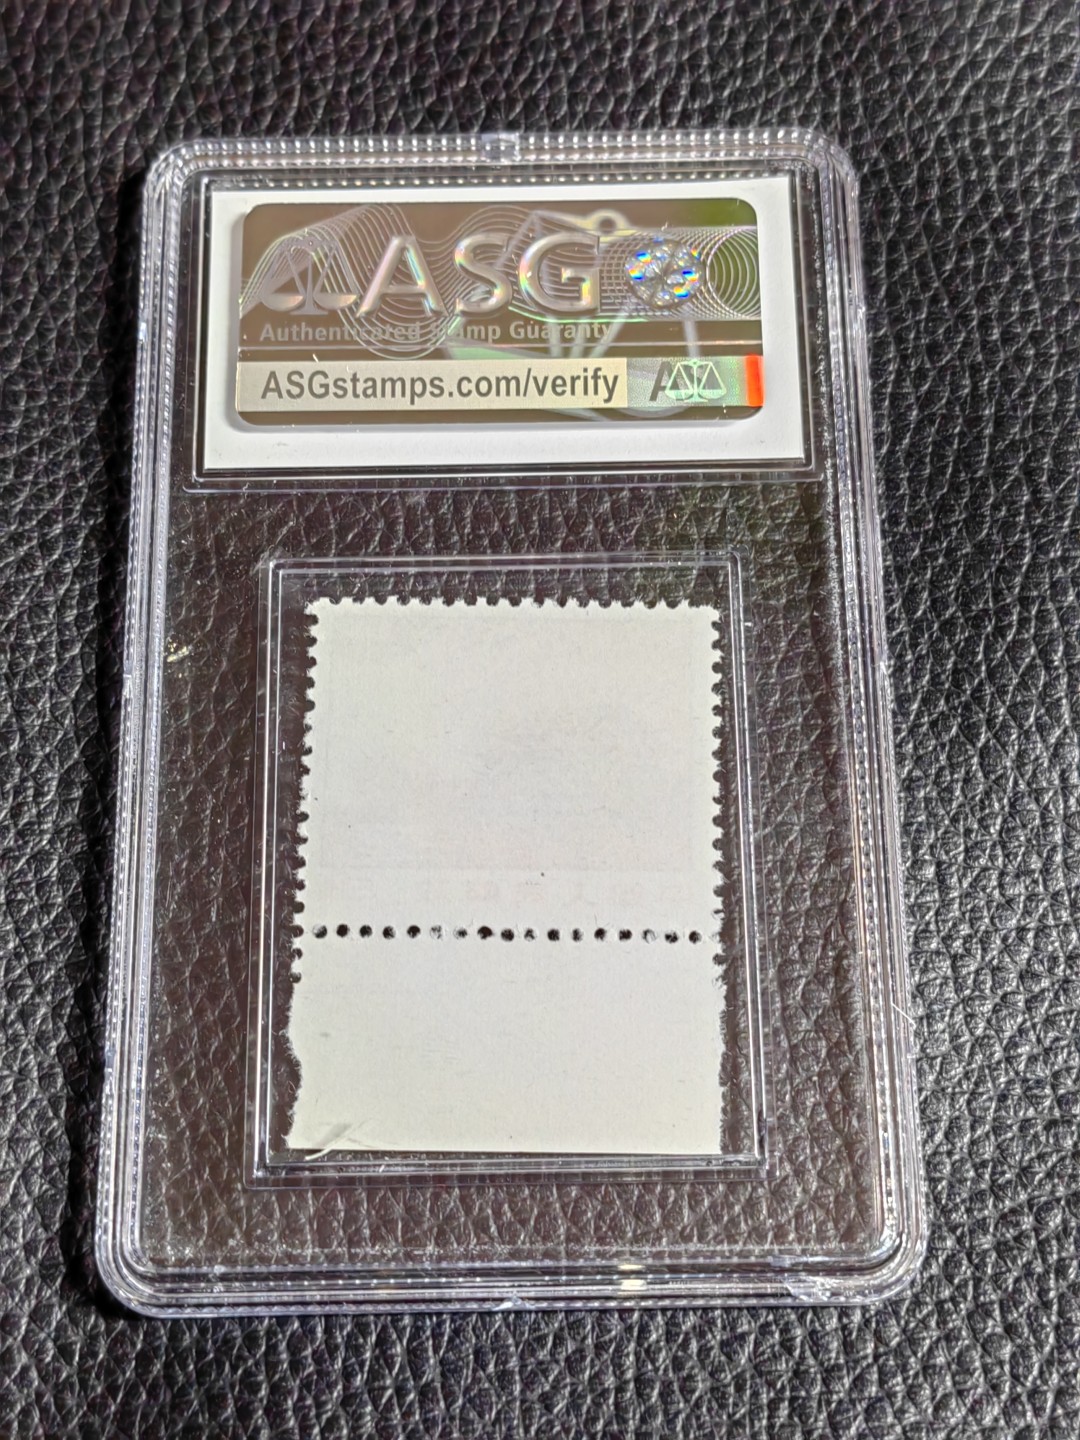 ASG
Authenticated Stamp Guaranty
ASGstamps.com/verify